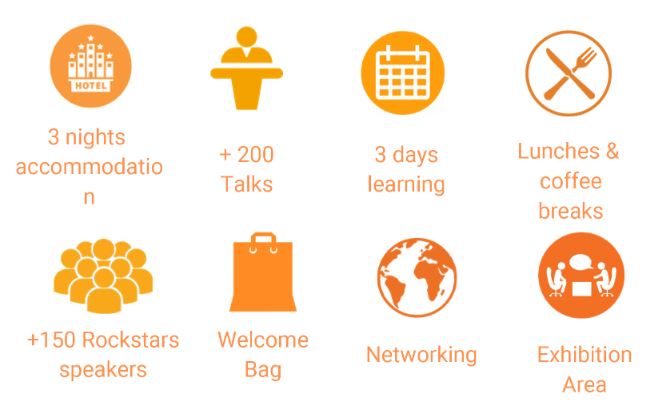 HOTEL
3 nights
accommodatio
n
+ 200
Talks
3 days
learning
Lunches &
coffee
breaks
+150 Rockstars
speakers
Welcome
Bag
Networking
Exhibition
Area